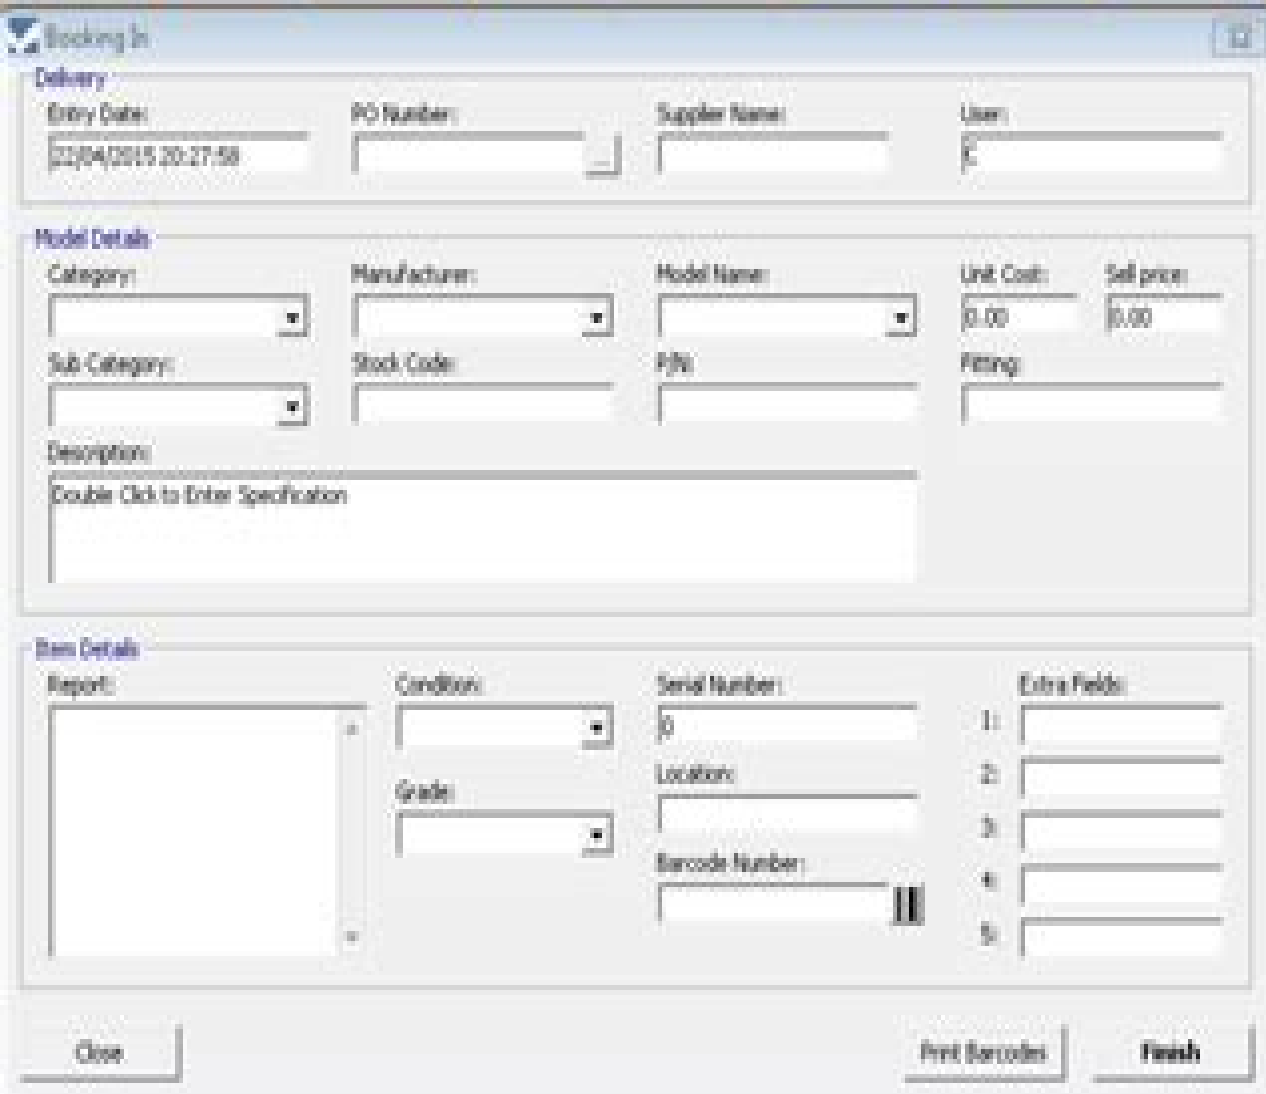 Booking In
Delivery
Entry Date: PO Number: Supplier Name: User:
22/04/2015 20:27:58 ...
Model Details
Category: Manufacturer: Model Name: Unit Cost: Sell price:
0.00 0.00
Sub Category: Stock Code: P/N: Fitting:
Description:
Double Click to Enter Specification
Item Details
Report: Condition: Serial Number: Extra Fields:
0 1:
Location: 2:
Grade:
3:
Barcode Number:
4:
5:
Close Print Barcodes Finish